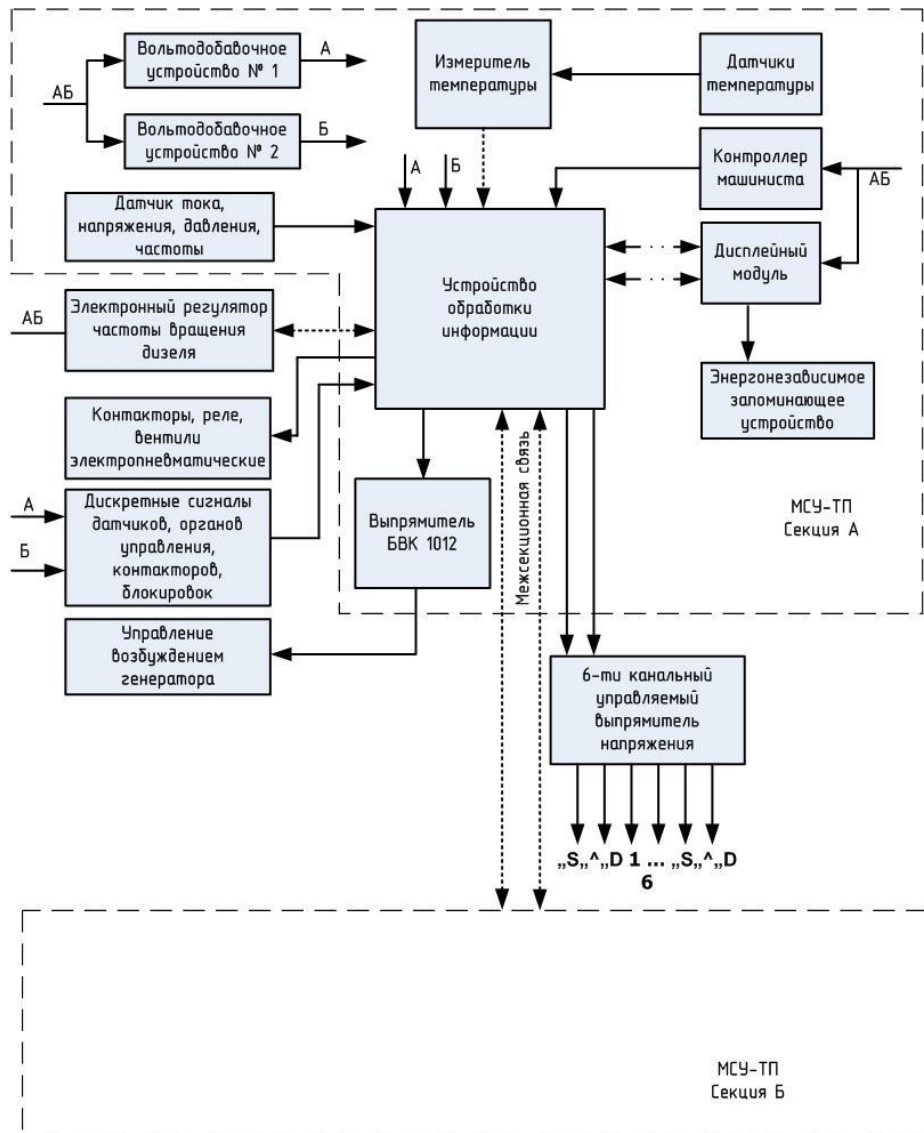 Вольтодобавочное
устройство № 1
А
АБ
Вольтодобавочное
устройство № 2
Б
Измеритель
температуры
Датчики
температуры
А
Б
Контроллер
машиниста
АБ
Датчик тока,
напряжения, давления,
частоты
Устройство
обработки
информации
Дисплейный
модуль
АБ
Электронный регулятор
частоты вращения
дизеля
Энергонезависимое
запоминающее
устройство
Контакторы, реле,
вентили
электропневматические
А
Б
Дискретные сигналы
датчиков, органов
управления,
контакторов,
блокировок
Выпрямитель
БВК 1012
Межсекционная связь
МСУ-ТП
Секция А
Управление
возбуждением
генератора
6-ти канальный
управляемый
выпрямитель
напряжения
„S„^„D 1 ... „S„^„D
6
МСУ-ТП
Секция Б